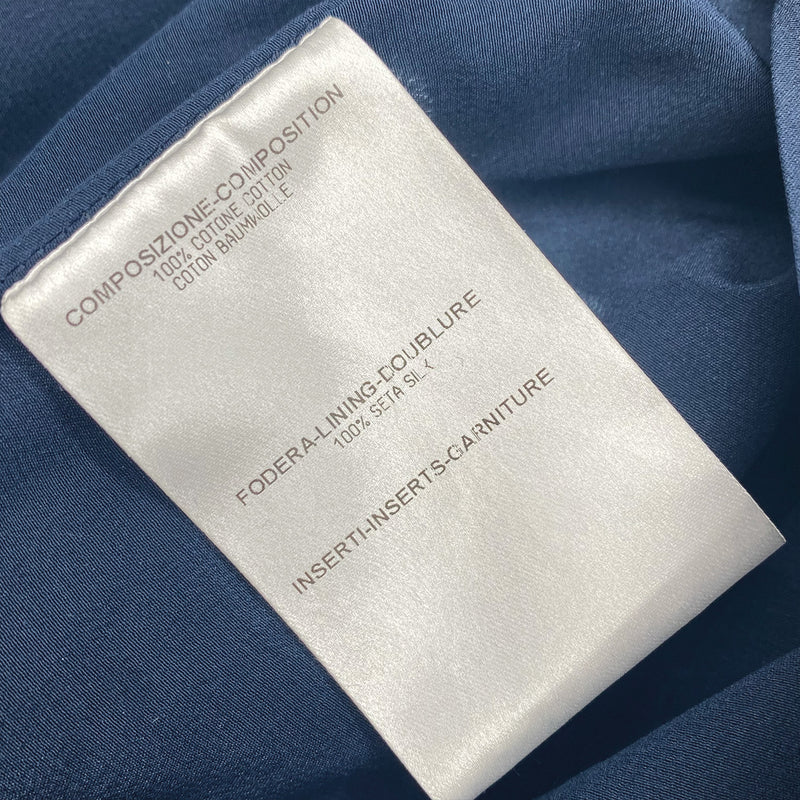 COMPOSIZIONE-COMPOSITION
100% COTONE COTTON
COTON BAUMWOLLE
FODERA-LINING-DOUBLURE
100% SETA SILK
INSERTI-INSERTS-GARNITURE